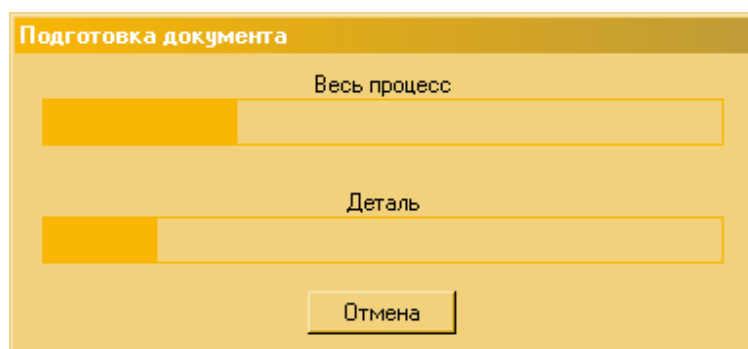 Подготовка документа
Весь процесс
Деталь
Отмена